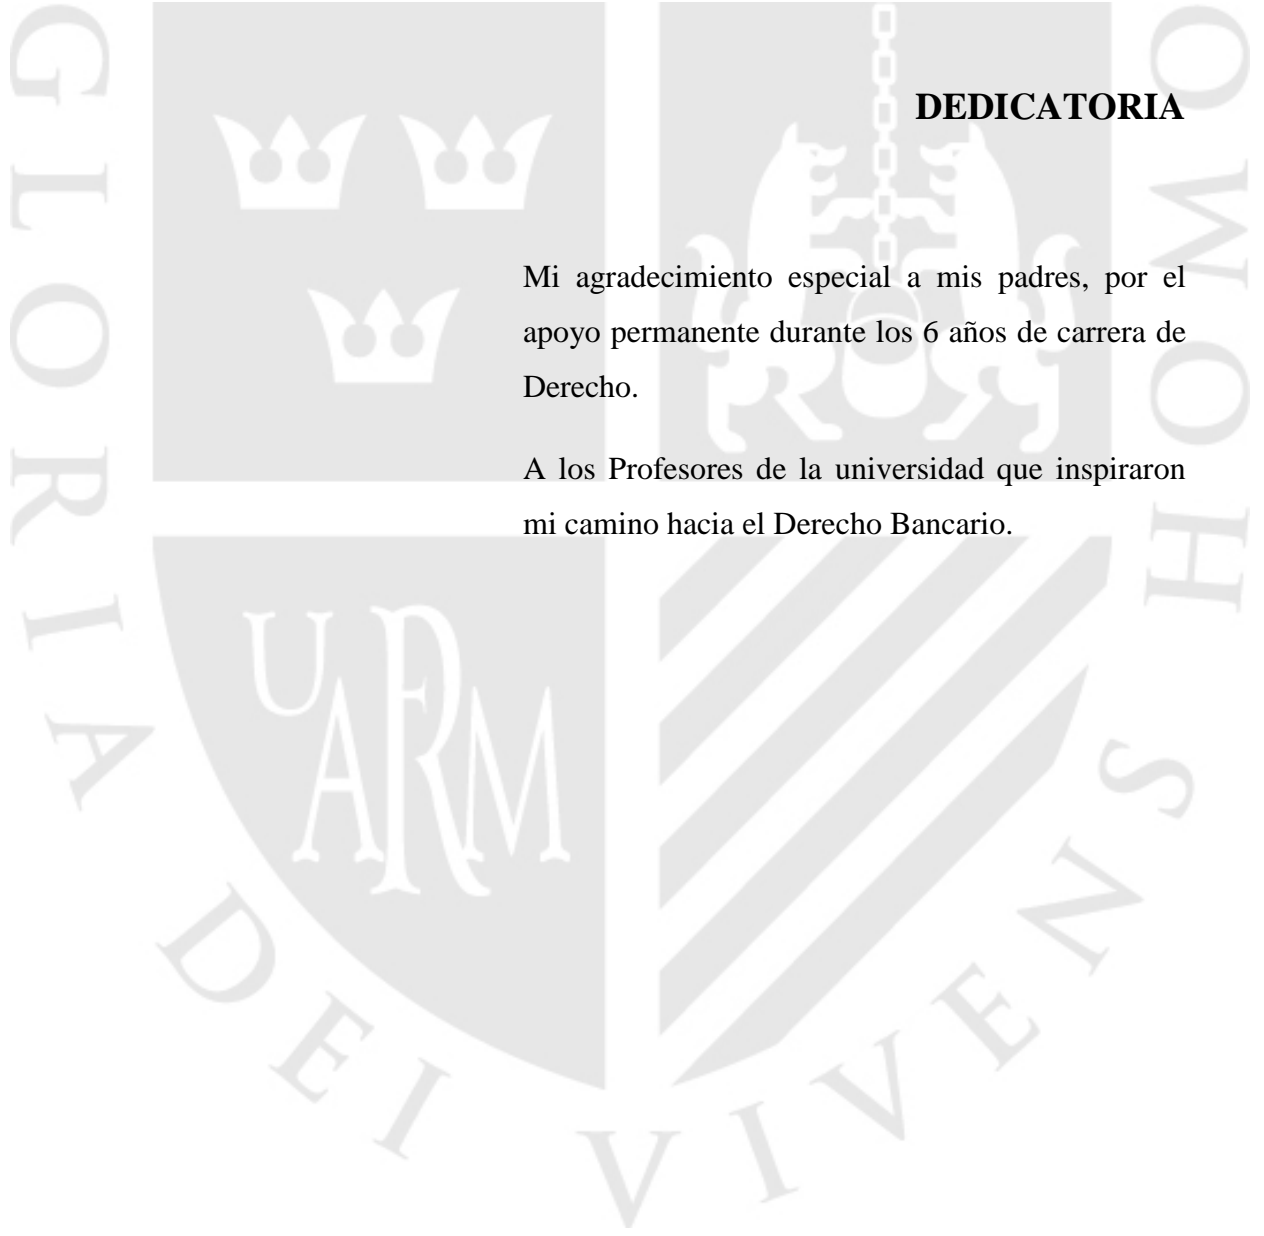 DEDICATORIA
Mi agradecimiento especial a mis padres, por el
apoyo permanente durante los 6 años de carrera de
Derecho.
A los Profesores de la universidad que inspiraron
mi camino hacia el Derecho Bancario.
GLORIA DEI VIVENS HOMO
UARM